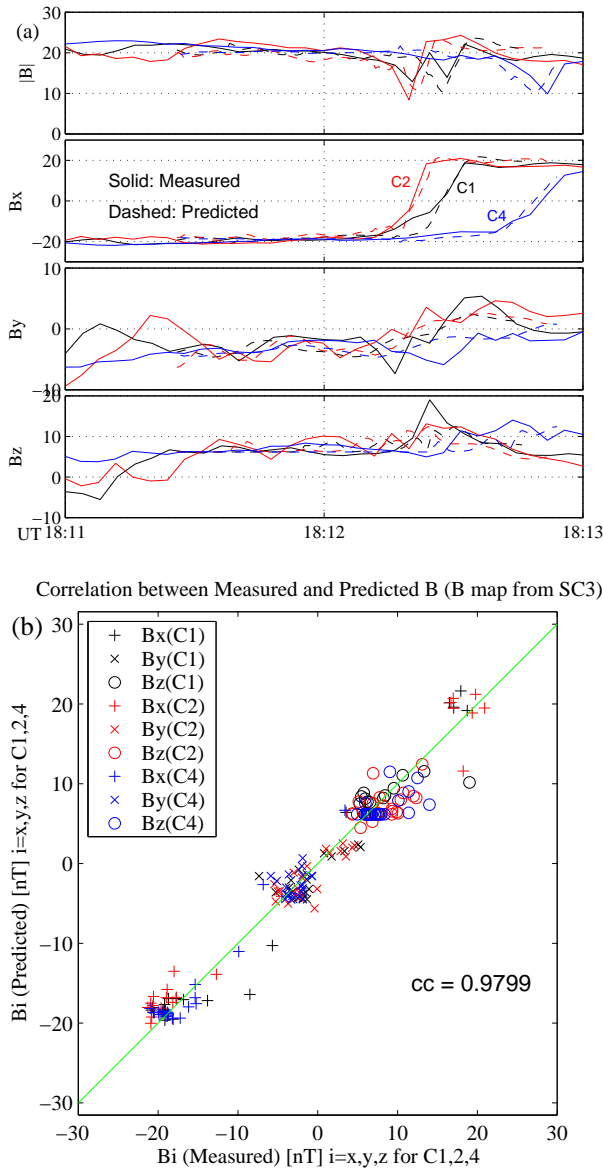 (a)
30
20
10
0
|B|
20
0
−20
Bx
Solid: Measured
Dashed: Predicted
C2
C1
C4
10
0
−10
By
20
10
0
−10
Bz
UT
18:11
18:12
18:13
Correlation between Measured and Predicted B (B map from SC3)
(b)
30
20
10
0
−10
−20
−30
Bi (Predicted) [nT] i=x,y,z for C1,2,4
Bx(C1)
By(C1)
Bz(C1)
Bx(C2)
By(C2)
Bz(C2)
Bx(C4)
By(C4)
Bz(C4)
cc = 0.9799
−30
−20
−10
0
10
20
30
Bi (Measured) [nT] i=x,y,z for C1,2,4